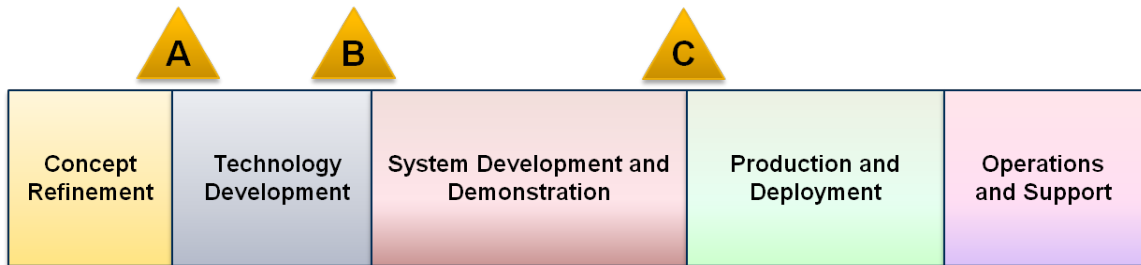 A
B
C
Concept
Refinement
Technology
Development
System Development and
Demonstration
Production and
Deployment
Operations
and Support